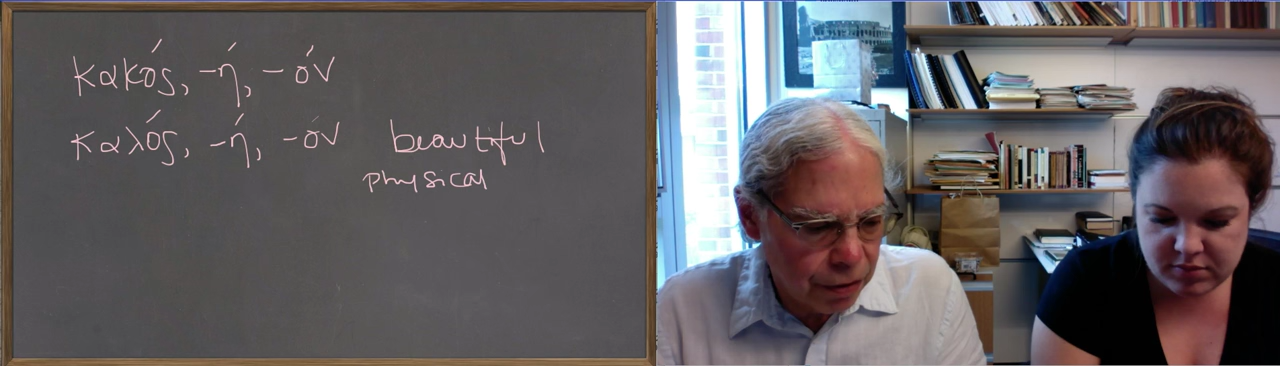 κακός, -ή, -όν
καλός, -ή, -όν beautiful
physical